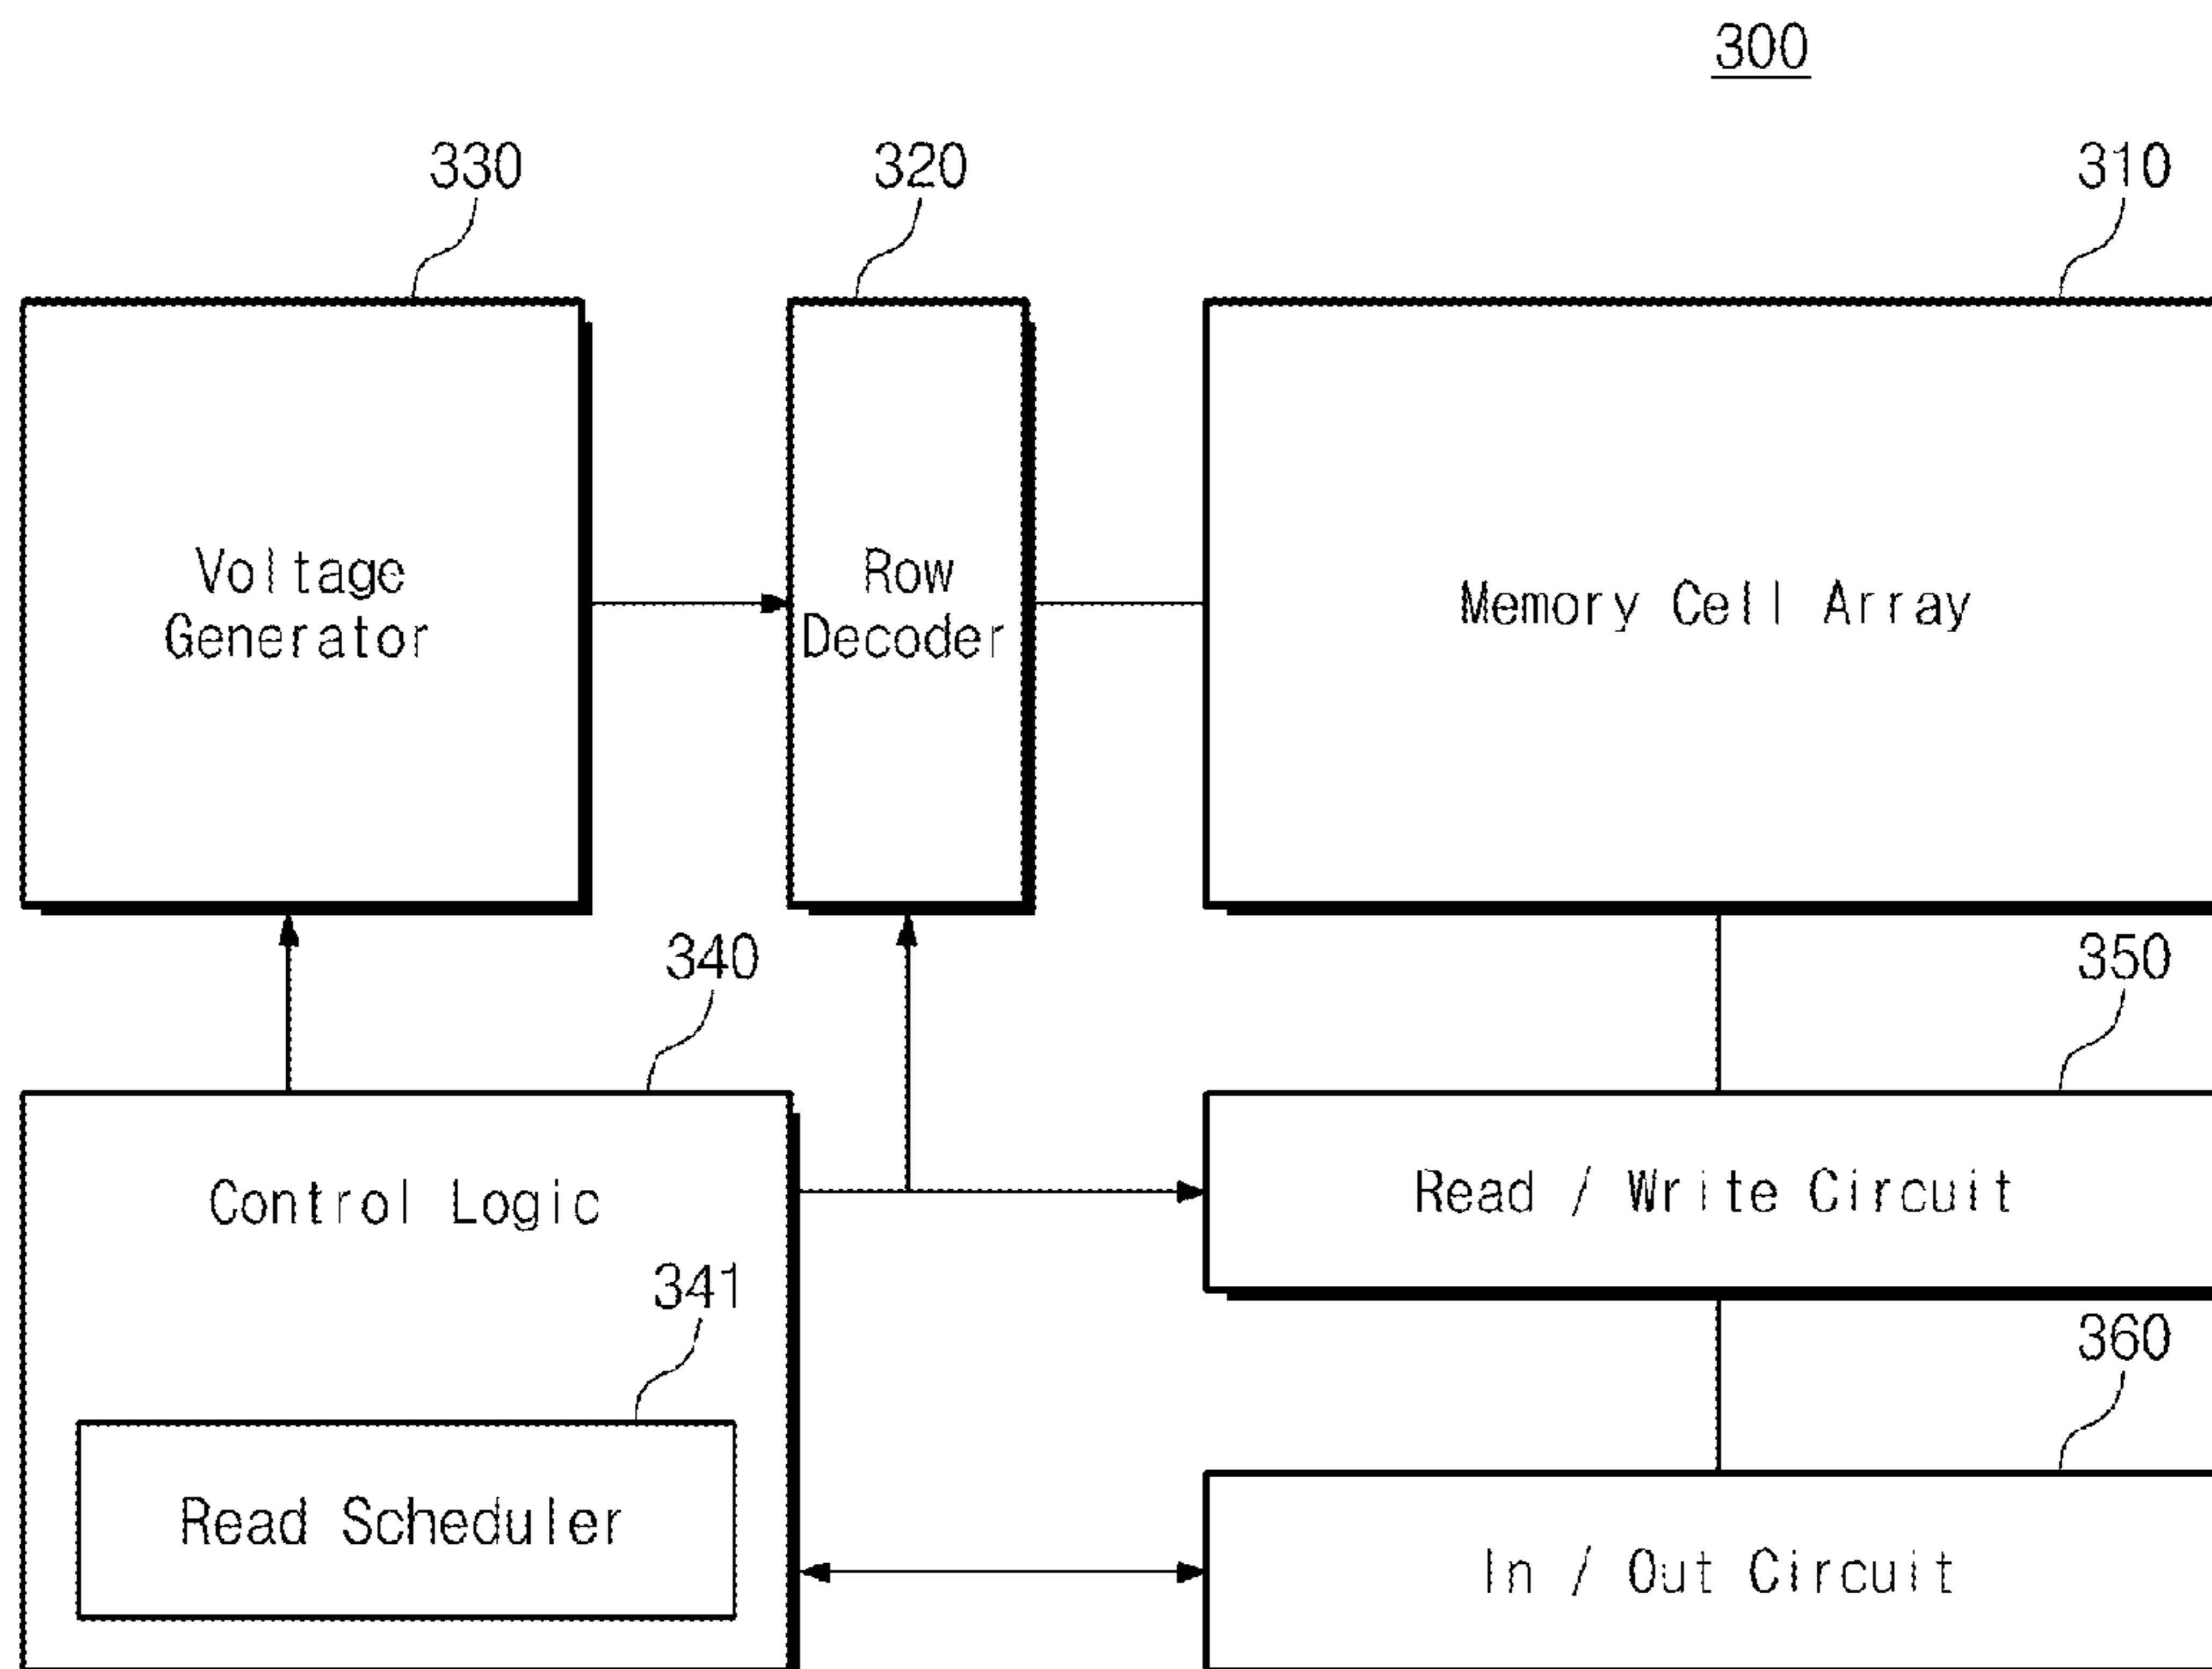 300
330
320
310
Voltage
Generator
Row
Decoder
Memory Cell Array
340
350
Control Logic
Read / Write Circuit
341
360
Read Scheduler
In / Out Circuit